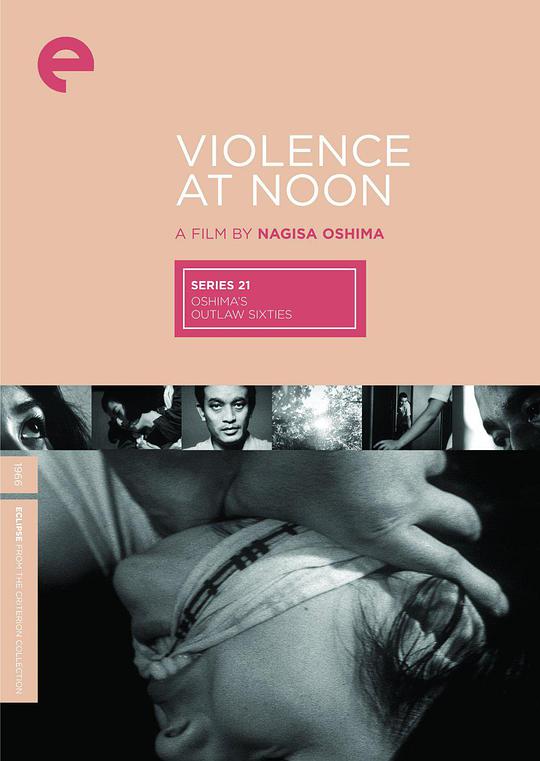 e
VIOLENCE
AT NOON
A FILM BY NAGISA OSHIMA
SERIES 21
OSHIMA'S
OUTLAW SIXTIES
1966
ECLIPSE FROM THE CRITERION COLLECTION